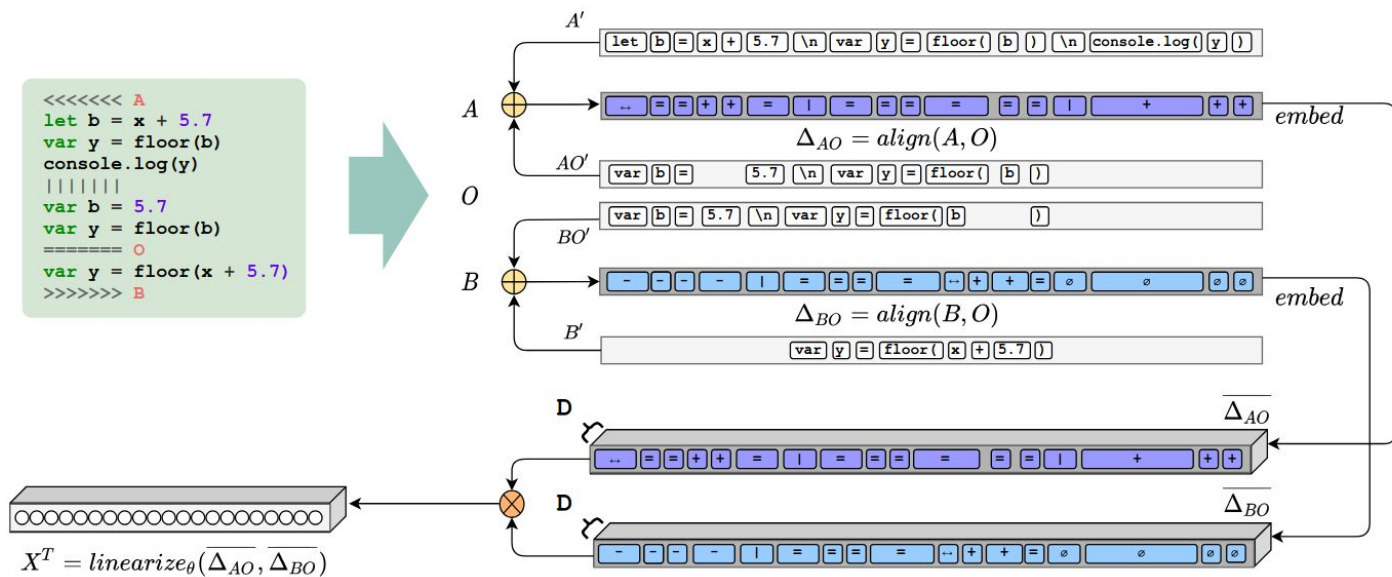 <<<<<<< A
let b = x + 5.7
var y = floor(b)
console.log(y)
|||||||
var b = 5.7
var y = floor(b)
======= O
var y = floor(x + 5.7)
>>>>>>> B
A′
let b = x + 5.7 \n var y = floor( b ) \n console.log( y )
A
↔ = = + + = | = = = = = = | + + +
embed
Δ_AO = align(A, O)
AO′
var b = 5.7 \n var y = floor( b )
O
var b = 5.7 \n var y = floor( b )
BO′
B
- - - - | = = = = ↔ + + = ∅ ∅ ∅ ∅
embed
Δ_BO = align(B, O)
B′
var y = floor( x + 5.7 )
D
Δ_AO
↔ = = + + = | = = = = = = | + + +
D
Δ_BO
- - - - | = = = = ↔ + + = ∅ ∅ ∅ ∅
X^T = linearize_θ(Δ_AO, Δ_BO)